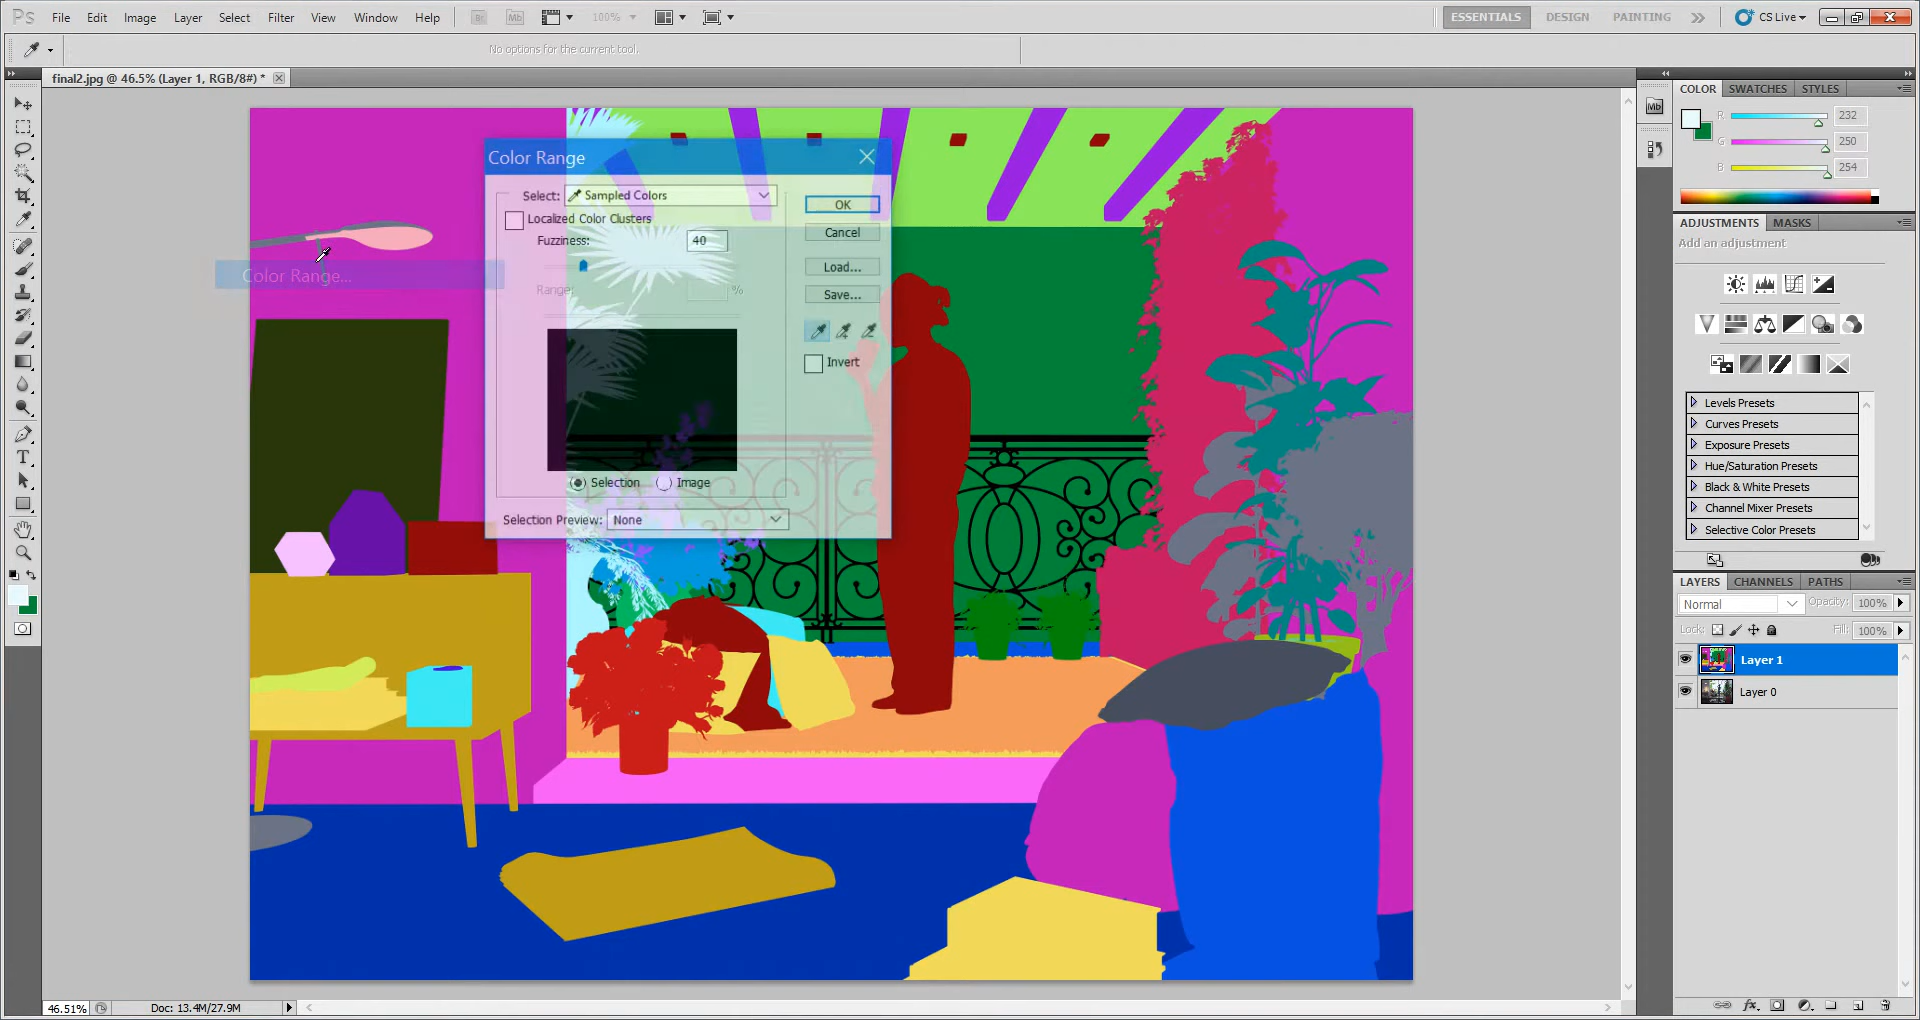 Ps File Edit Image Layer Select Filter View Window Help Br Mb 100% ESSENTIALS DESIGN PAINTING CS Live
No options for the current tool.
final2.jpg @ 46.5% (Layer 1, RGB/8#) *
COLOR SWATCHES STYLES
R 232
G 250
B 254
Mb
ADJUSTMENTS MASKS
Add an adjustment
Levels Presets
Curves Presets
Exposure Presets
Hue/Saturation Presets
Black & White Presets
Channel Mixer Presets
Selective Color Presets
LAYERS CHANNELS PATHS
Normal Opacity: 100%
Lock: Fill: 100%
Layer 1
Layer 0
Color Range...
Color Range
Select: Sampled Colors
Localized Color Clusters
Fuzziness: 40
Range: %
OK
Cancel
Load...
Save...
Invert
Selection Image
Selection Preview: None
46.51% Doc: 13.4M/27.9M